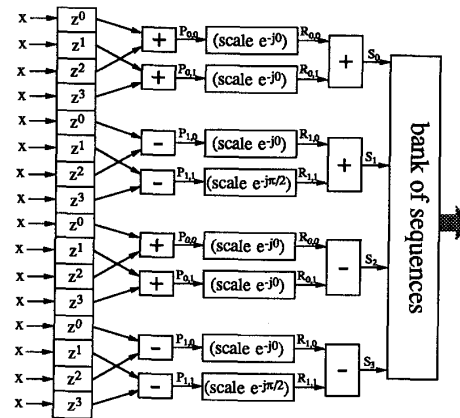 x z⁰
x z¹
x z²
x z³
x z⁰
x z¹
x z²
x z³
x z⁰
x z¹
x z²
x z³
x z⁰
x z¹
x z²
x z³
+ P0,0 (scale e-j0) R0,0
+ P0,1 (scale e-j0) R0,1
+ S0
- P1,0 (scale e-j0) R1,0
- P1,1 (scale e-jπ/2) R1,1
+ S1
+ P0,0 (scale e-j0) R0,0
+ P0,1 (scale e-j0) R0,1
- S2
- P1,0 (scale e-j0) R1,0
- P1,1 (scale e-jπ/2) R1,1
- S3
bank of sequences